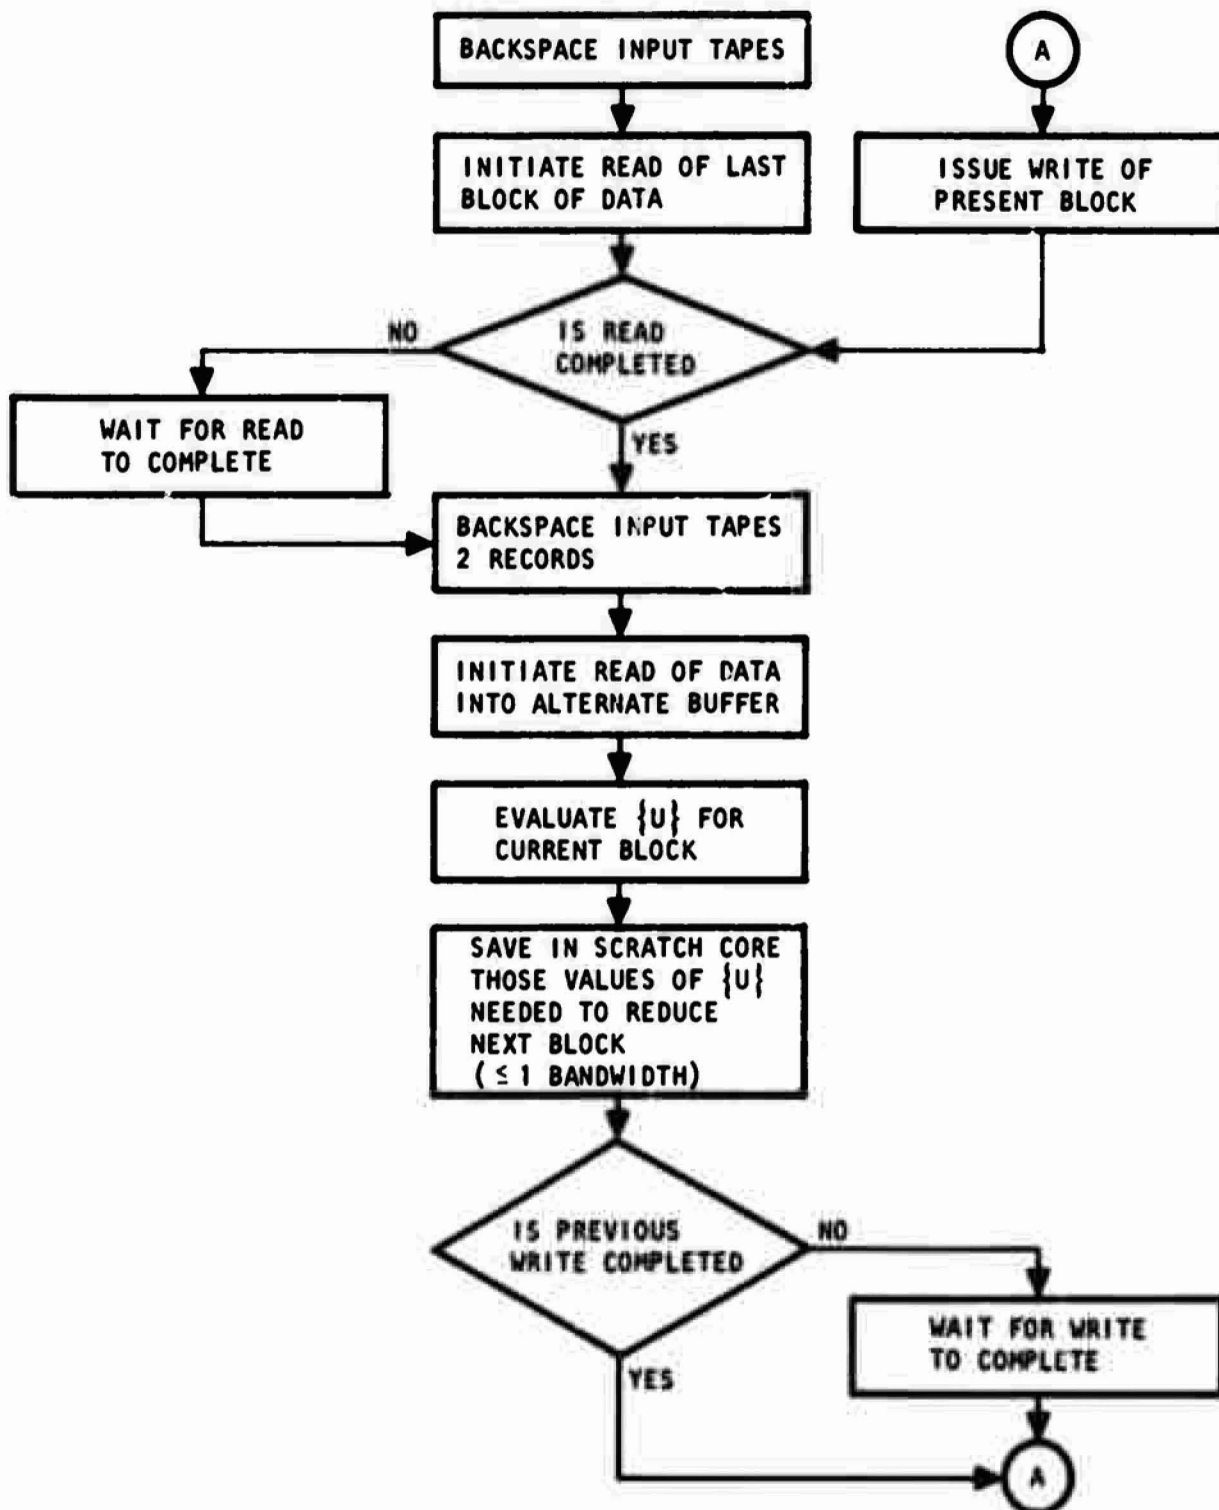 BACKSPACE INPUT TAPES
A
INITIATE READ OF LAST
BLOCK OF DATA
ISSUE WRITE OF
PRESENT BLOCK
IS READ
COMPLETED
NO
YES
WAIT FOR READ
TO COMPLETE
BACKSPACE INPUT TAPES
2 RECORDS
INITIATE READ OF DATA
INTO ALTERNATE BUFFER
EVALUATE {U} FOR
CURRENT BLOCK
SAVE IN SCRATCH CORE
THOSE VALUES OF {U}
NEEDED TO REDUCE
NEXT BLOCK
( ≤ 1 BANDWIDTH)
IS PREVIOUS
WRITE COMPLETED
NO
YES
WAIT FOR WRITE
TO COMPLETE
A